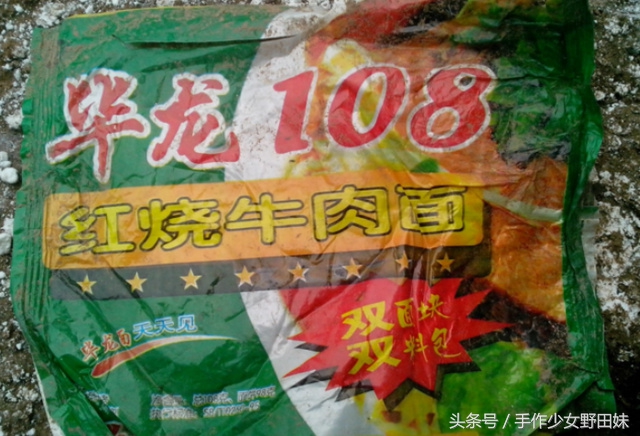 华龙108
红烧牛肉面
华龙面 天天见
双面块
双料包
头条号 / 手作少女野田妹